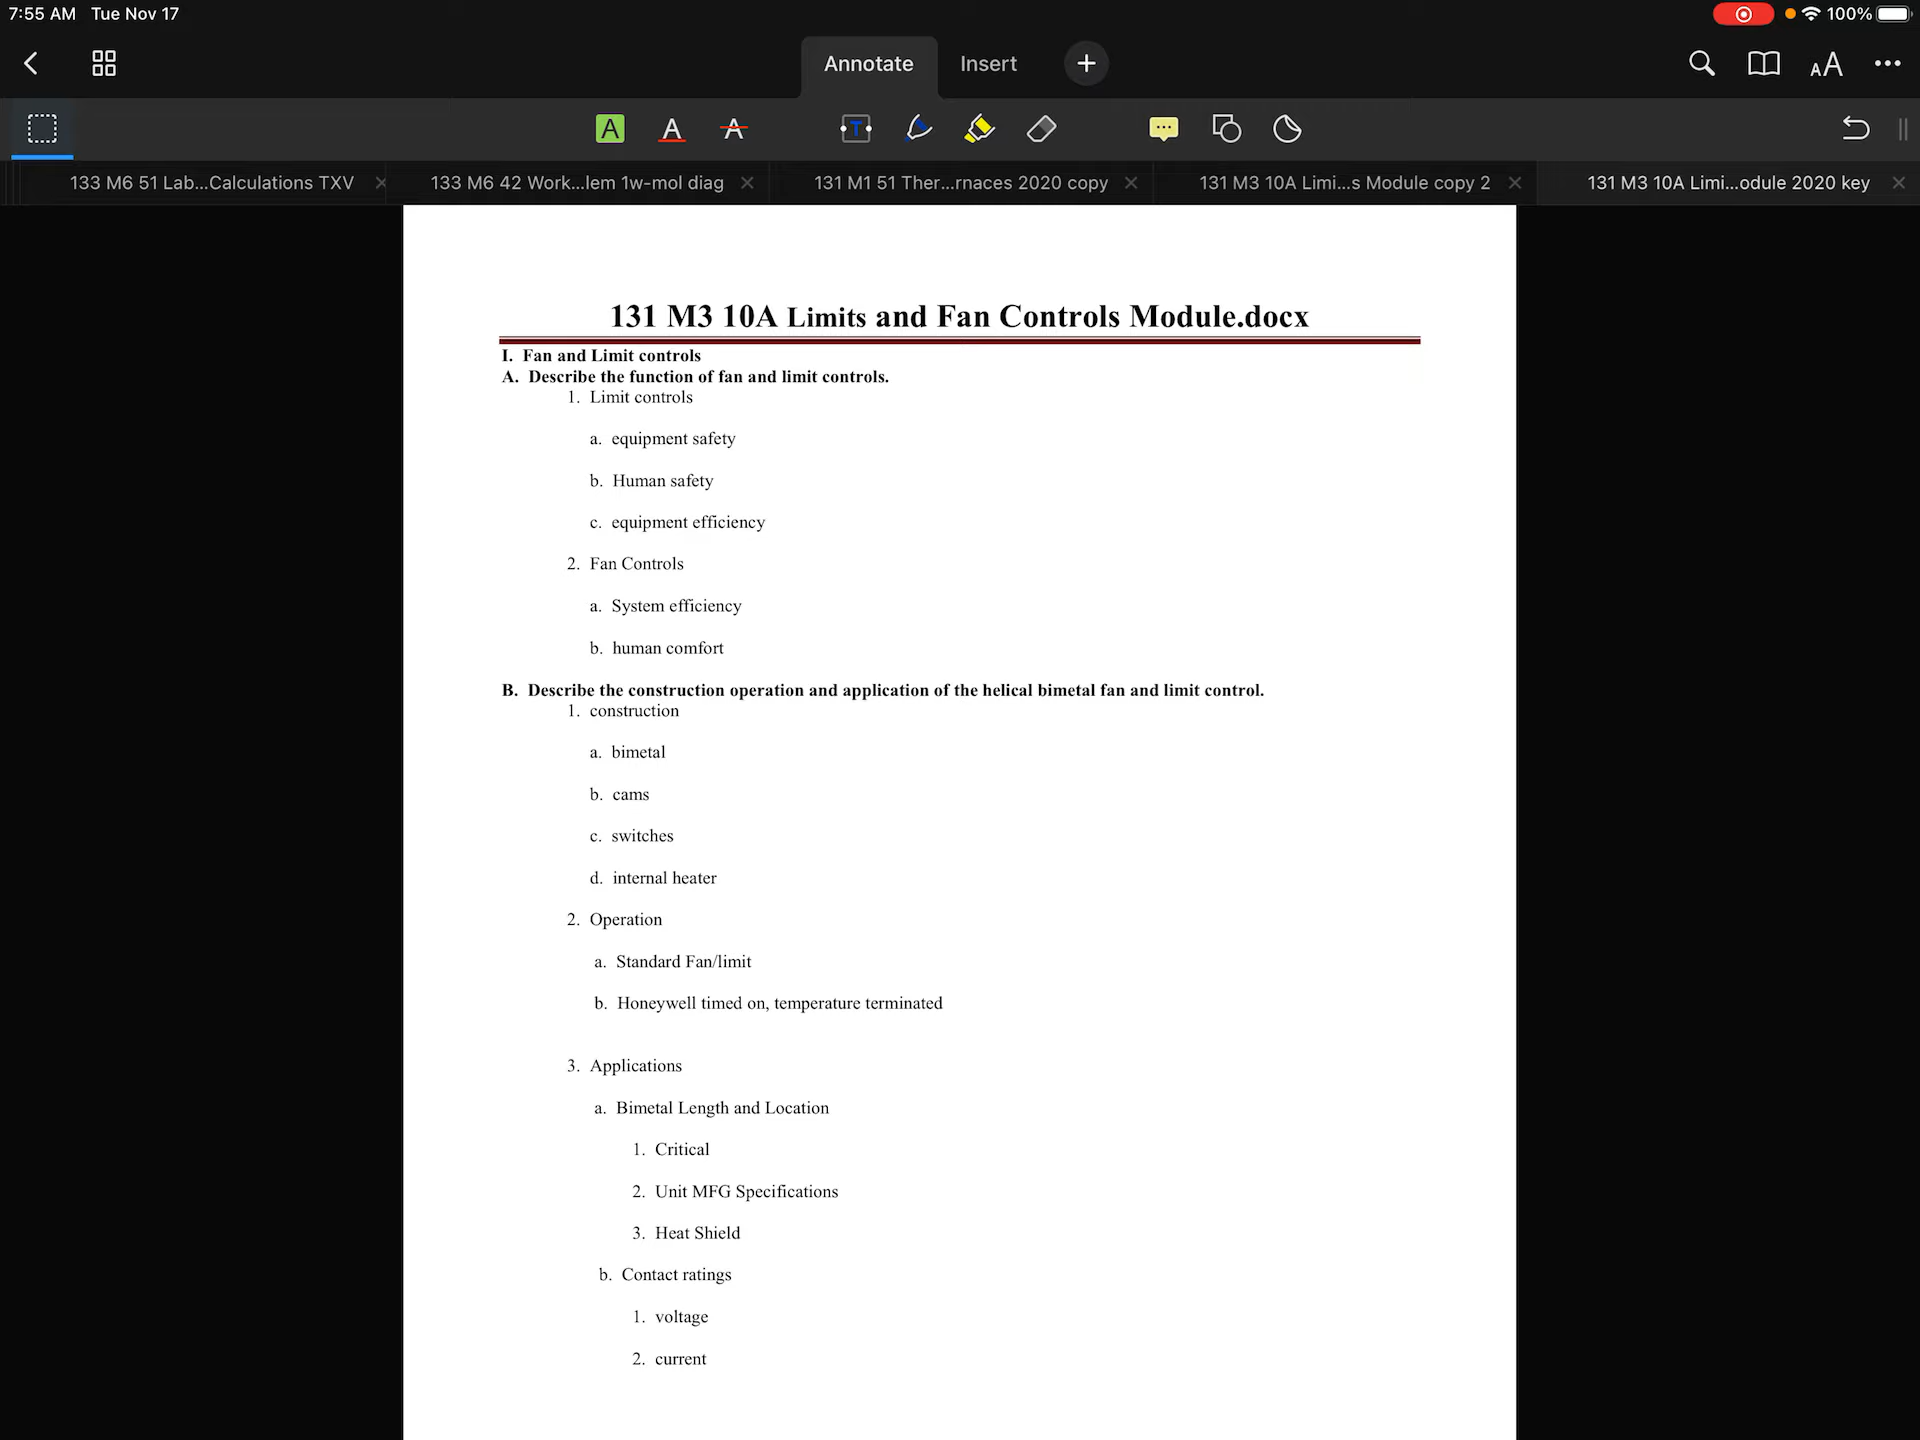 7:55 AM Tue Nov 17
100%
Annotate Insert
AA
A A A T
133 M6 51 Lab...Calculations TXV
133 M6 42 Work...lem 1w-mol diag
131 M1 51 Ther...rnaces 2020 copy
131 M3 10A Limi...s Module copy 2
131 M3 10A Limi...odule 2020 key
131 M3 10A Limits and Fan Controls Module.docx
I. Fan and Limit controls
A. Describe the function of fan and limit controls.
1. Limit controls
a. equipment safety
b. Human safety
c. equipment efficiency
2. Fan Controls
a. System efficiency
b. human comfort
B. Describe the construction operation and application of the helical bimetal fan and limit control.
1. construction
a. bimetal
b. cams
c. switches
d. internal heater
2. Operation
a. Standard Fan/limit
b. Honeywell timed on, temperature terminated
3. Applications
a. Bimetal Length and Location
1. Critical
2. Unit MFG Specifications
3. Heat Shield
b. Contact ratings
1. voltage
2. current